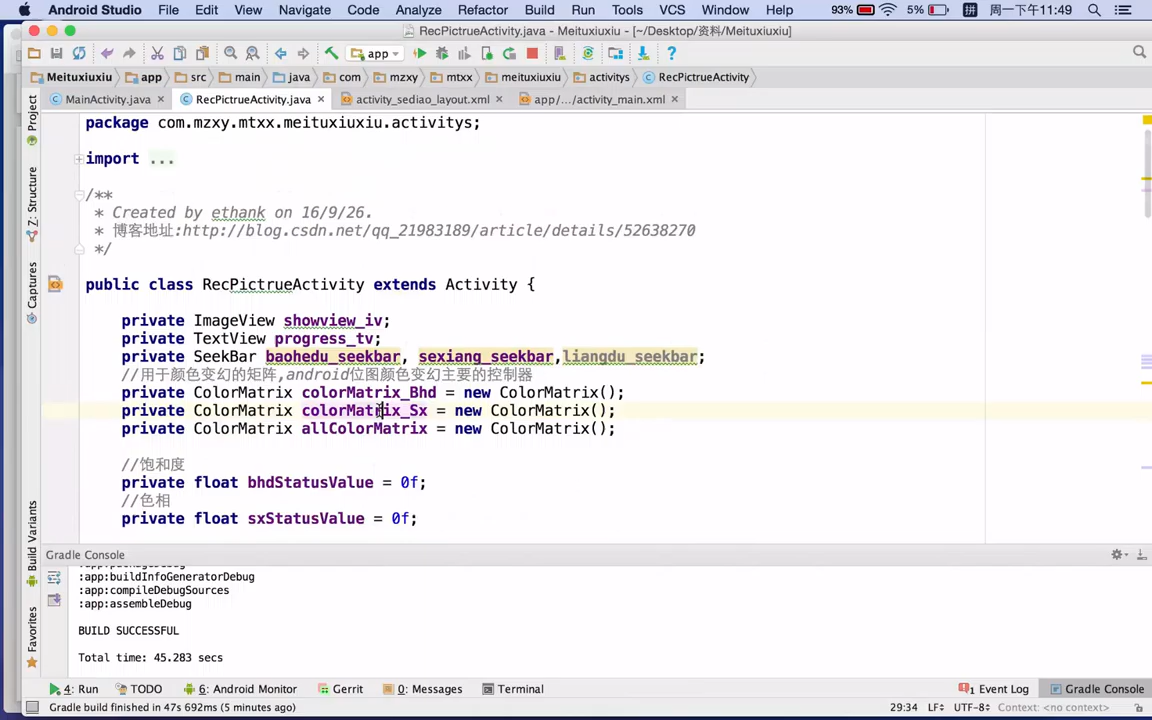 Android Studio File Edit View Navigate Code Analyze Refactor Build Run Tools VCS Window Help 93% 5% 拼 周一下午11:49
RecPictrueActivity.java - Meituxiuxiu - [~/Desktop/资料/Meituxiuxiu]
app
Meituxiuxiu app src main java com mzxy mtxx meituxiuxiu activitys RecPictrueActivity
MainActivity.java RecPictrueActivity.java activity_sediao_layout.xml app/.../activity_main.xml
Project
Z: Structure
Captures
Build Variants
Favorites
package com.mzxy.mtxx.meituxiuxiu.activitys;
import ...
/**
* Created by ethank on 16/9/26.
* 博客地址:http://blog.csdn.net/qq_21983189/article/details/52638270
*/
public class RecPictrueActivity extends Activity {
private ImageView showview_iv;
private TextView progress_tv;
private SeekBar baohedu_seekbar, sexiang_seekbar,liangdu_seekbar;
//用于颜色变幻的矩阵,android位图颜色变幻主要的控制器
private ColorMatrix colorMatrix_Bhd = new ColorMatrix();
private ColorMatrix colorMatrix_Sx = new ColorMatrix();
private ColorMatrix allColorMatrix = new ColorMatrix();
//饱和度
private float bhdStatusValue = 0f;
//色相
private float sxStatusValue = 0f;
Gradle Console
:app:buildInfoGeneratorDebug
:app:compileDebugSources
:app:assembleDebug
BUILD SUCCESSFUL
Total time: 45.283 secs
4: Run TODO 6: Android Monitor Gerrit 0: Messages Terminal 1 Event Log Gradle Console
Gradle build finished in 47s 692ms (5 minutes ago) 29:34 LF UTF-8 Context: <no context>